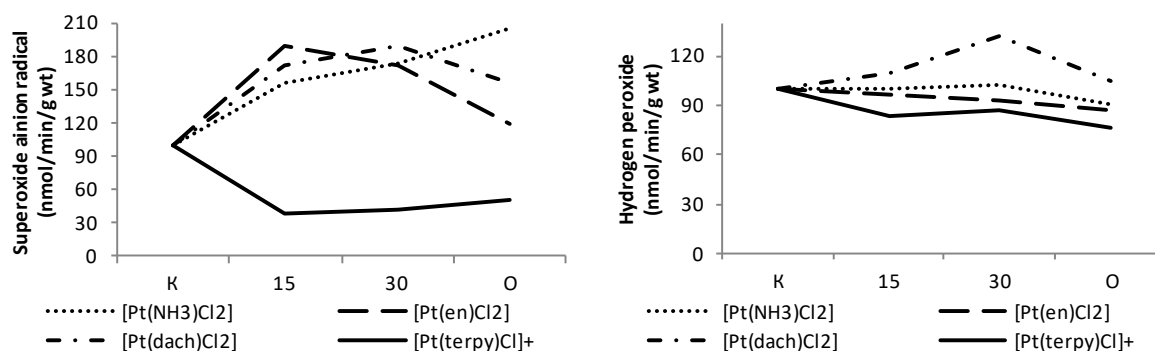 Superoxide ainion radical
(nmol/min/g wt)
210
180
150
120
90
60
30
0
K 15 30 O
[Pt(NH3)Cl2] [Pt(en)Cl2]
[Pt(dach)Cl2] [Pt(terpy)Cl]+
Hydrogen peroxide
(nmol/min/g wt)
120
90
60
30
0
K 15 30 O
[Pt(NH3)Cl2] [Pt(en)Cl2]
[Pt(dach)Cl2] [Pt(terpy)Cl]+